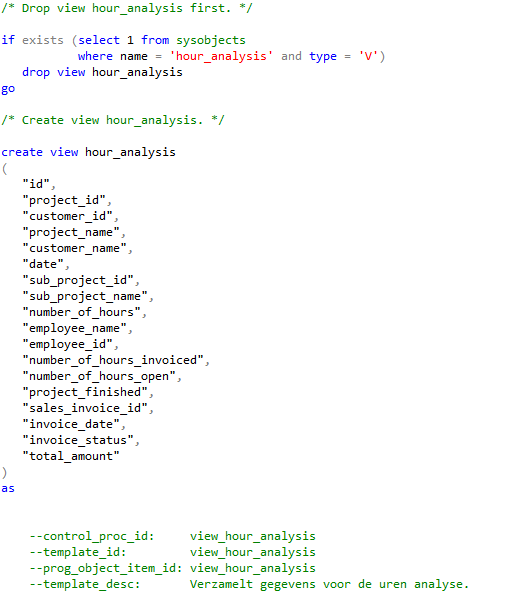 /* Drop view hour_analysis first. */
if exists (select 1 from sysobjects
where name = 'hour_analysis' and type = 'V')
drop view hour_analysis
go
/* Create view hour_analysis. */
create view hour_analysis
(
"id",
"project_id",
"customer_id",
"project_name",
"customer_name",
"date",
"sub_project_id",
"sub_project_name",
"number_of_hours",
"employee_name",
"employee_id",
"number_of_hours_invoiced",
"number_of_hours_open",
"project_finished",
"sales_invoice_id",
"invoice_date",
"invoice_status",
"total_amount"
)
as
--control_proc_id: view_hour_analysis
--template_id: view_hour_analysis
--prog_object_item_id: view_hour_analysis
--template_desc: Verzamelt gegevens voor de uren analyse.